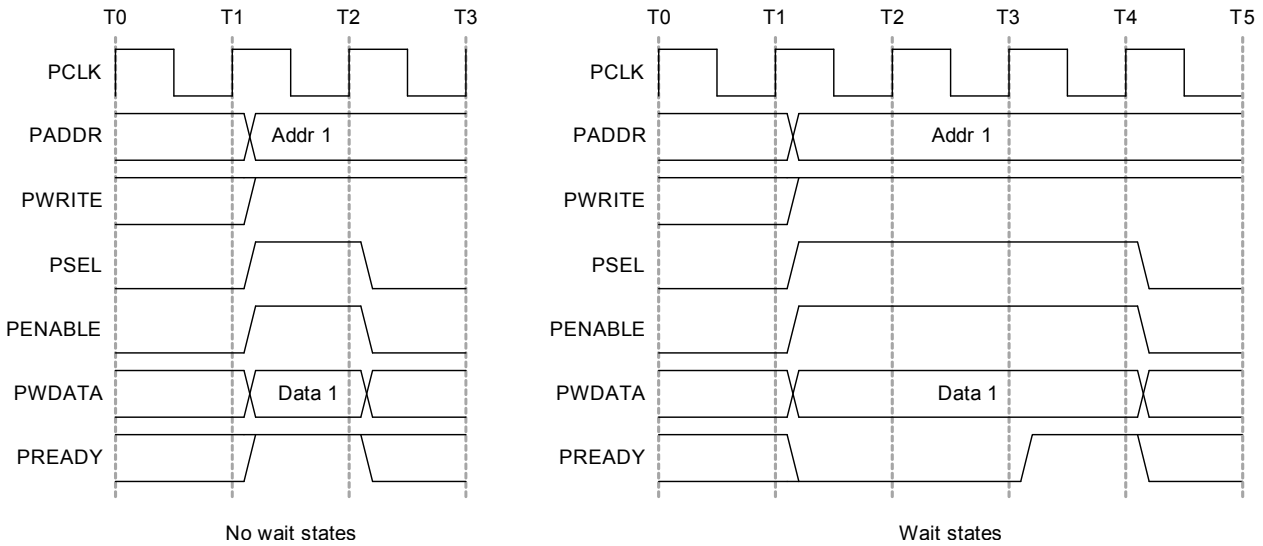 T0 T1 T2 T3 T0 T1 T2 T3 T4 T5
PCLK PCLK
PADDR Addr 1 PADDR Addr 1
PWRITE PWRITE
PSEL PSEL
PENABLE PENABLE
PWDATA Data 1 PWDATA Data 1
PREADY PREADY
No wait states Wait states